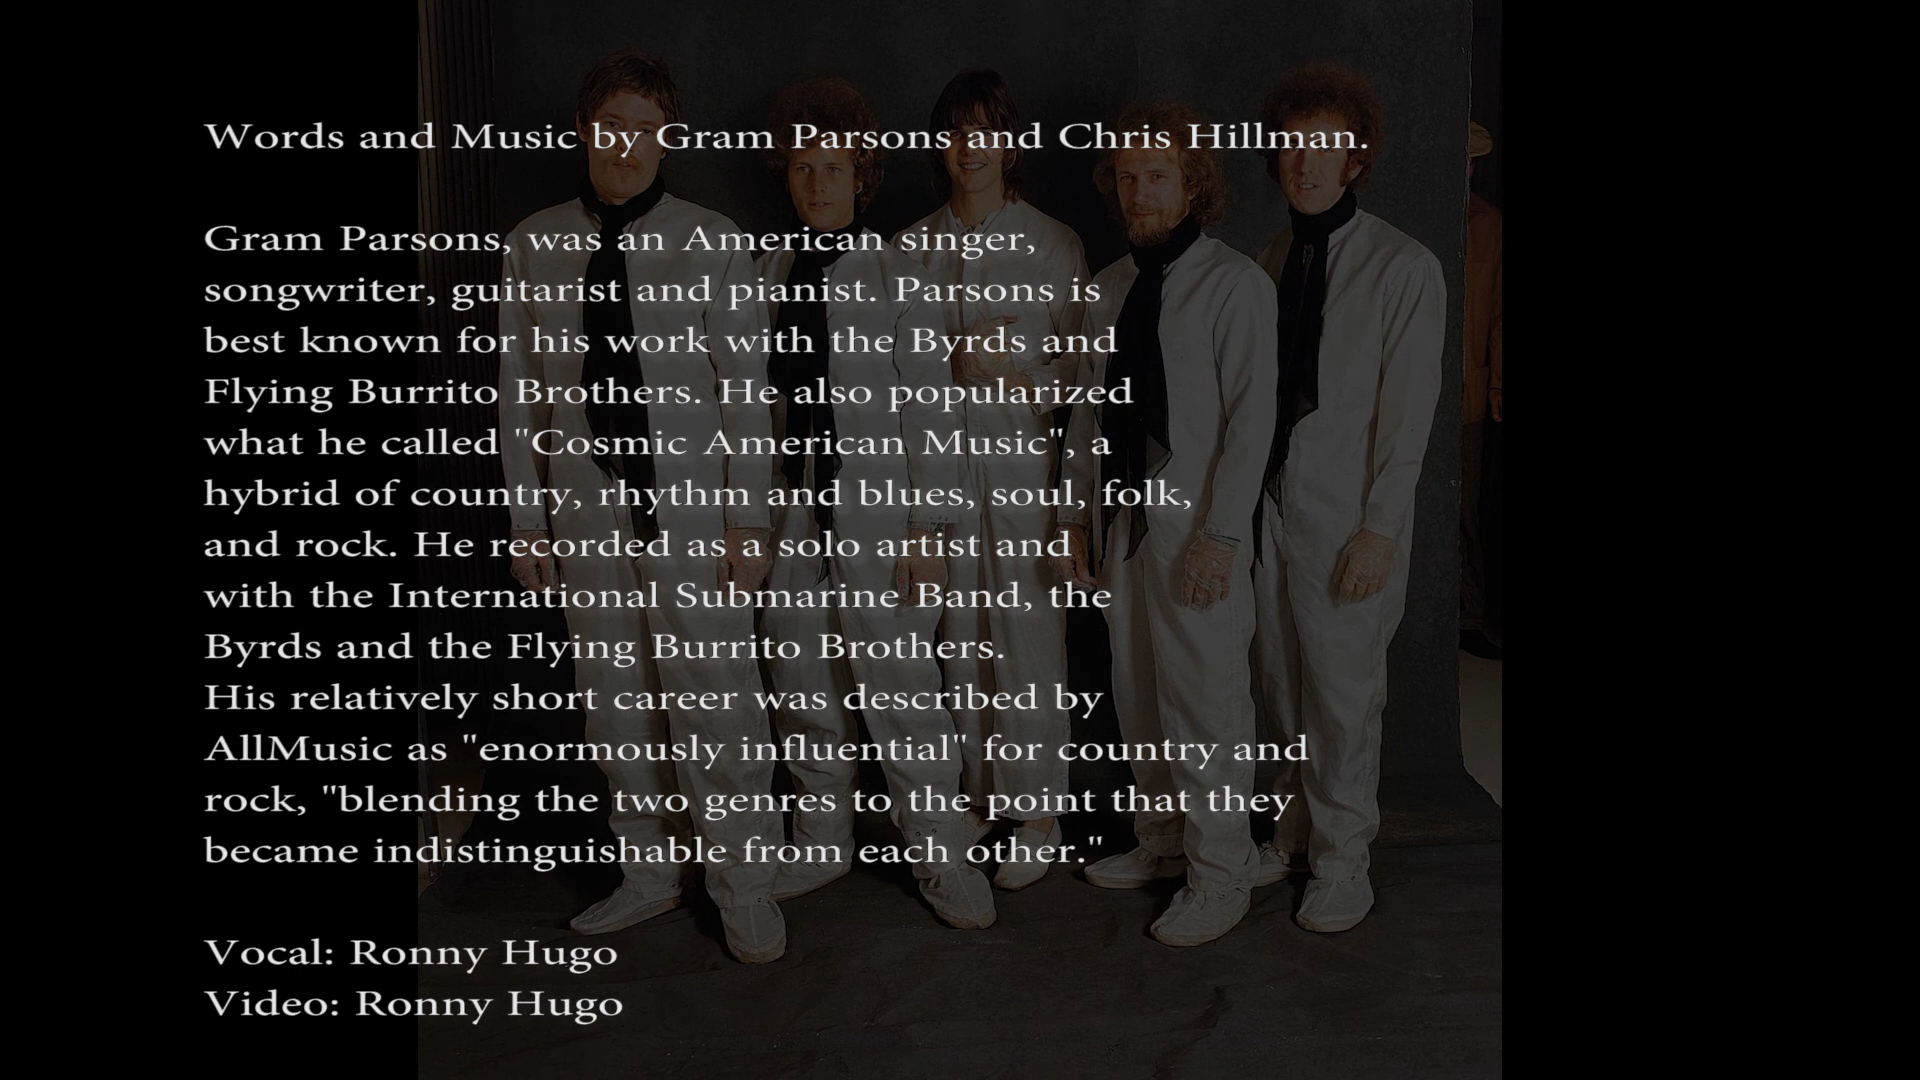 Words and Music by Gram Parsons and Chris Hillman.
Gram Parsons, was an American singer,
songwriter, guitarist and pianist. Parsons is
best known for his work with the Byrds and
Flying Burrito Brothers. He also popularized
what he called "Cosmic American Music", a
hybrid of country, rhythm and blues, soul, folk,
and rock. He recorded as a solo artist and
with the International Submarine Band, the
Byrds and the Flying Burrito Brothers.
His relatively short career was described by
AllMusic as "enormously influential" for country and
rock, "blending the two genres to the point that they
became indistinguishable from each other."
Vocal: Ronny Hugo
Video: Ronny Hugo